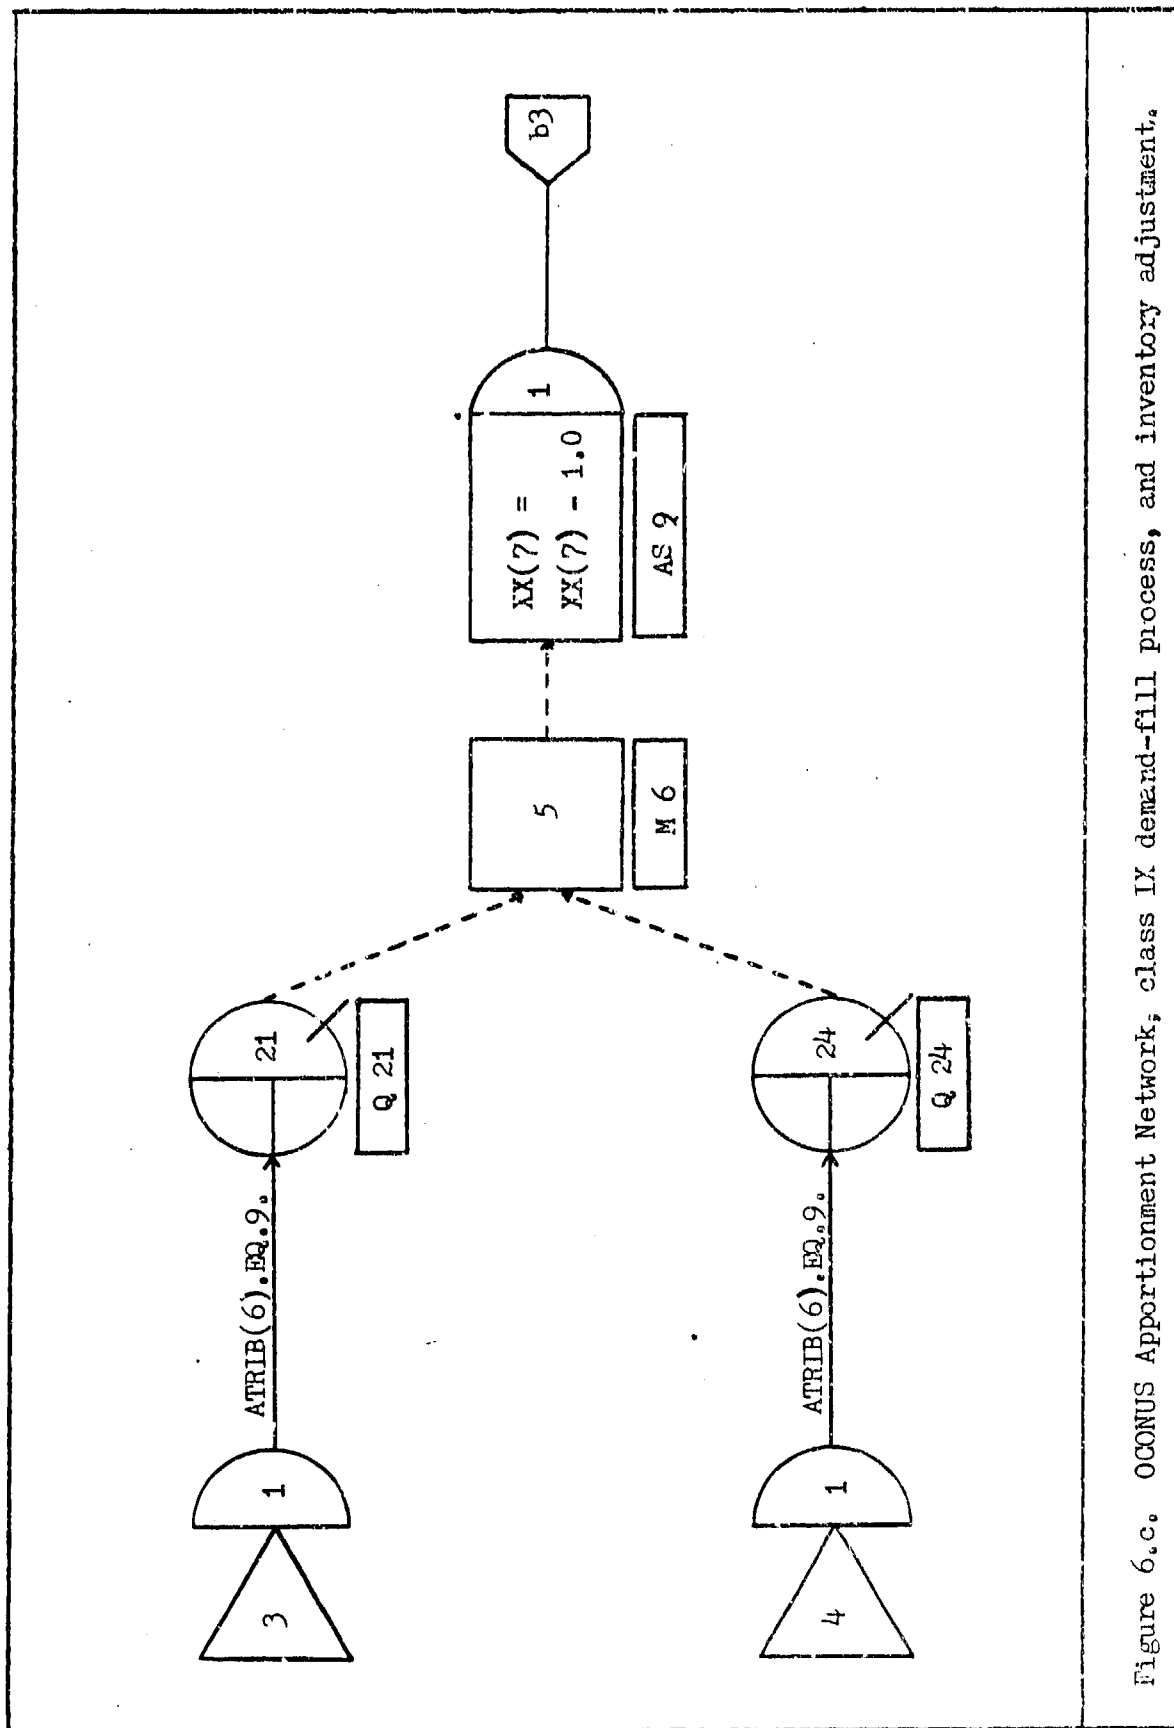 3
1
ATRIB(6).EQ.9.
21
Q 21
4
1
ATRIB(6).EQ.9.
24
Q 24
5
M 6
XX(7) =
XX(7) - 1.0
1
AS 9
b3
Figure 6.c. OCONUS Apportionment Network, class IX demand-fill process, and inventory adjustment.